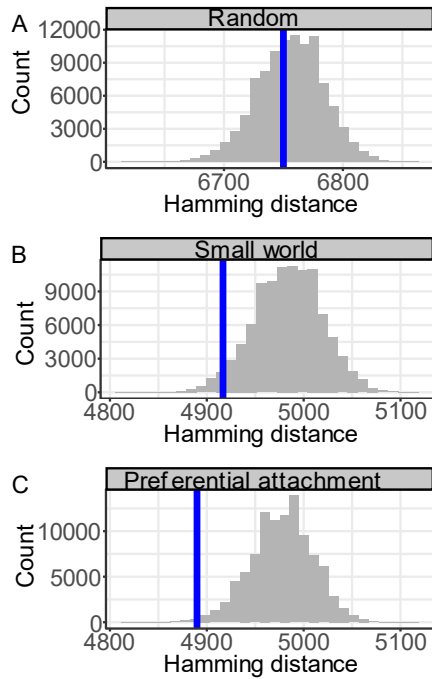 A
Random
12000
9000
6000
3000
0
Count
6700 6800
Hamming distance
B
Small world
9000
6000
3000
0
Count
4800 4900 5000 5100
Hamming distance
C
Preferential attachment
10000
5000
0
Count
4800 4900 5000 5100
Hamming distance